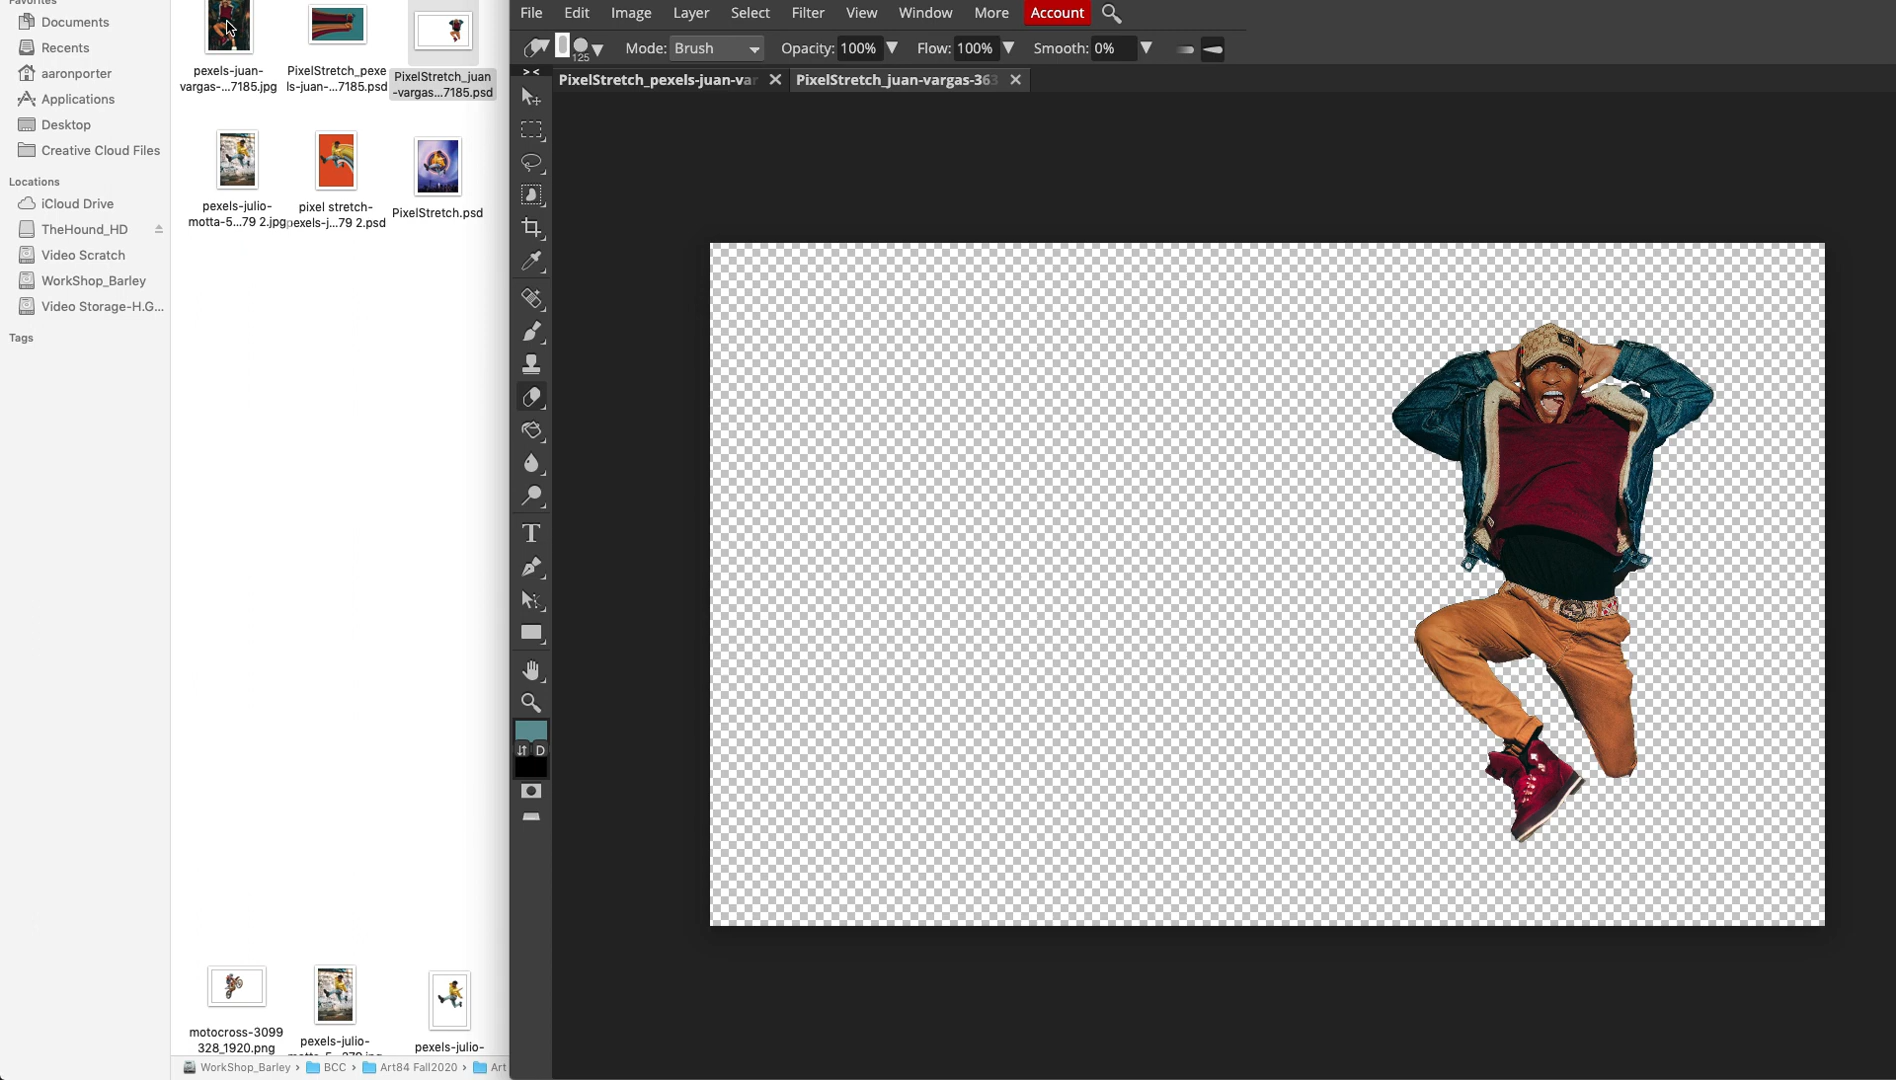 Favorites
Documents
Recents
aaronporter
Applications
Desktop
Creative Cloud Files
Locations
iCloud Drive
TheHound_HD
Video Scratch
WorkShop_Barley
Video Storage-H.G...
Tags
pexels-juan-
vargas-...7185.jpg
PixelStretch_pexe
ls-juan-...7185.psd
PixelStretch_juan
-vargas...7185.psd
pexels-julio-
motta-5...79 2.jpg
pixel stretch-
pexels-j...79 2.psd
PixelStretch.psd
motocross-3099
328_1920.png
pexels-julio-
pexels-julio-
WorkShop_Barley › BCC › Art84 Fall2020 › Art
File Edit Image Layer Select Filter View Window More Account
125 Mode: Brush Opacity: 100% Flow: 100% Smooth: 0%
> <
PixelStretch_pexels-juan-var
PixelStretch_juan-vargas-363
T
D